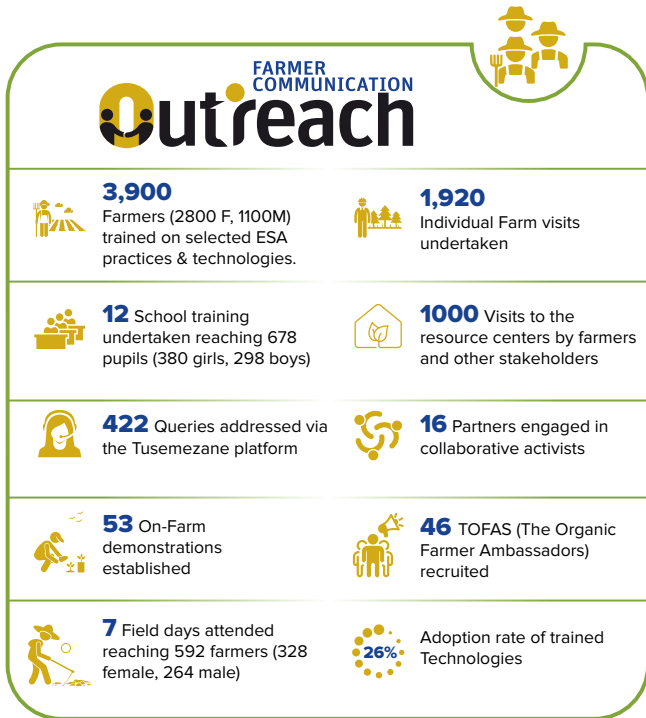 FARMER
COMMUNICATION
Outreach
3,900
Farmers (2800 F, 1100M)
trained on selected ESA
practices & technologies.
1,920
Individual Farm visits
undertaken
12 School training
undertaken reaching 678
pupils (380 girls, 298 boys)
1000 Visits to the
resource centers by farmers
and other stakeholders
422 Queries addressed via
the Tusemezane platform
16 Partners engaged in
collaborative activists
53 On-Farm
demonstrations
established
46 TOFAS (The Organic
Farmer Ambassadors)
recruited
7 Field days attended
reaching 592 farmers (328
female, 264 male)
26%
Adoption rate of trained
Technologies